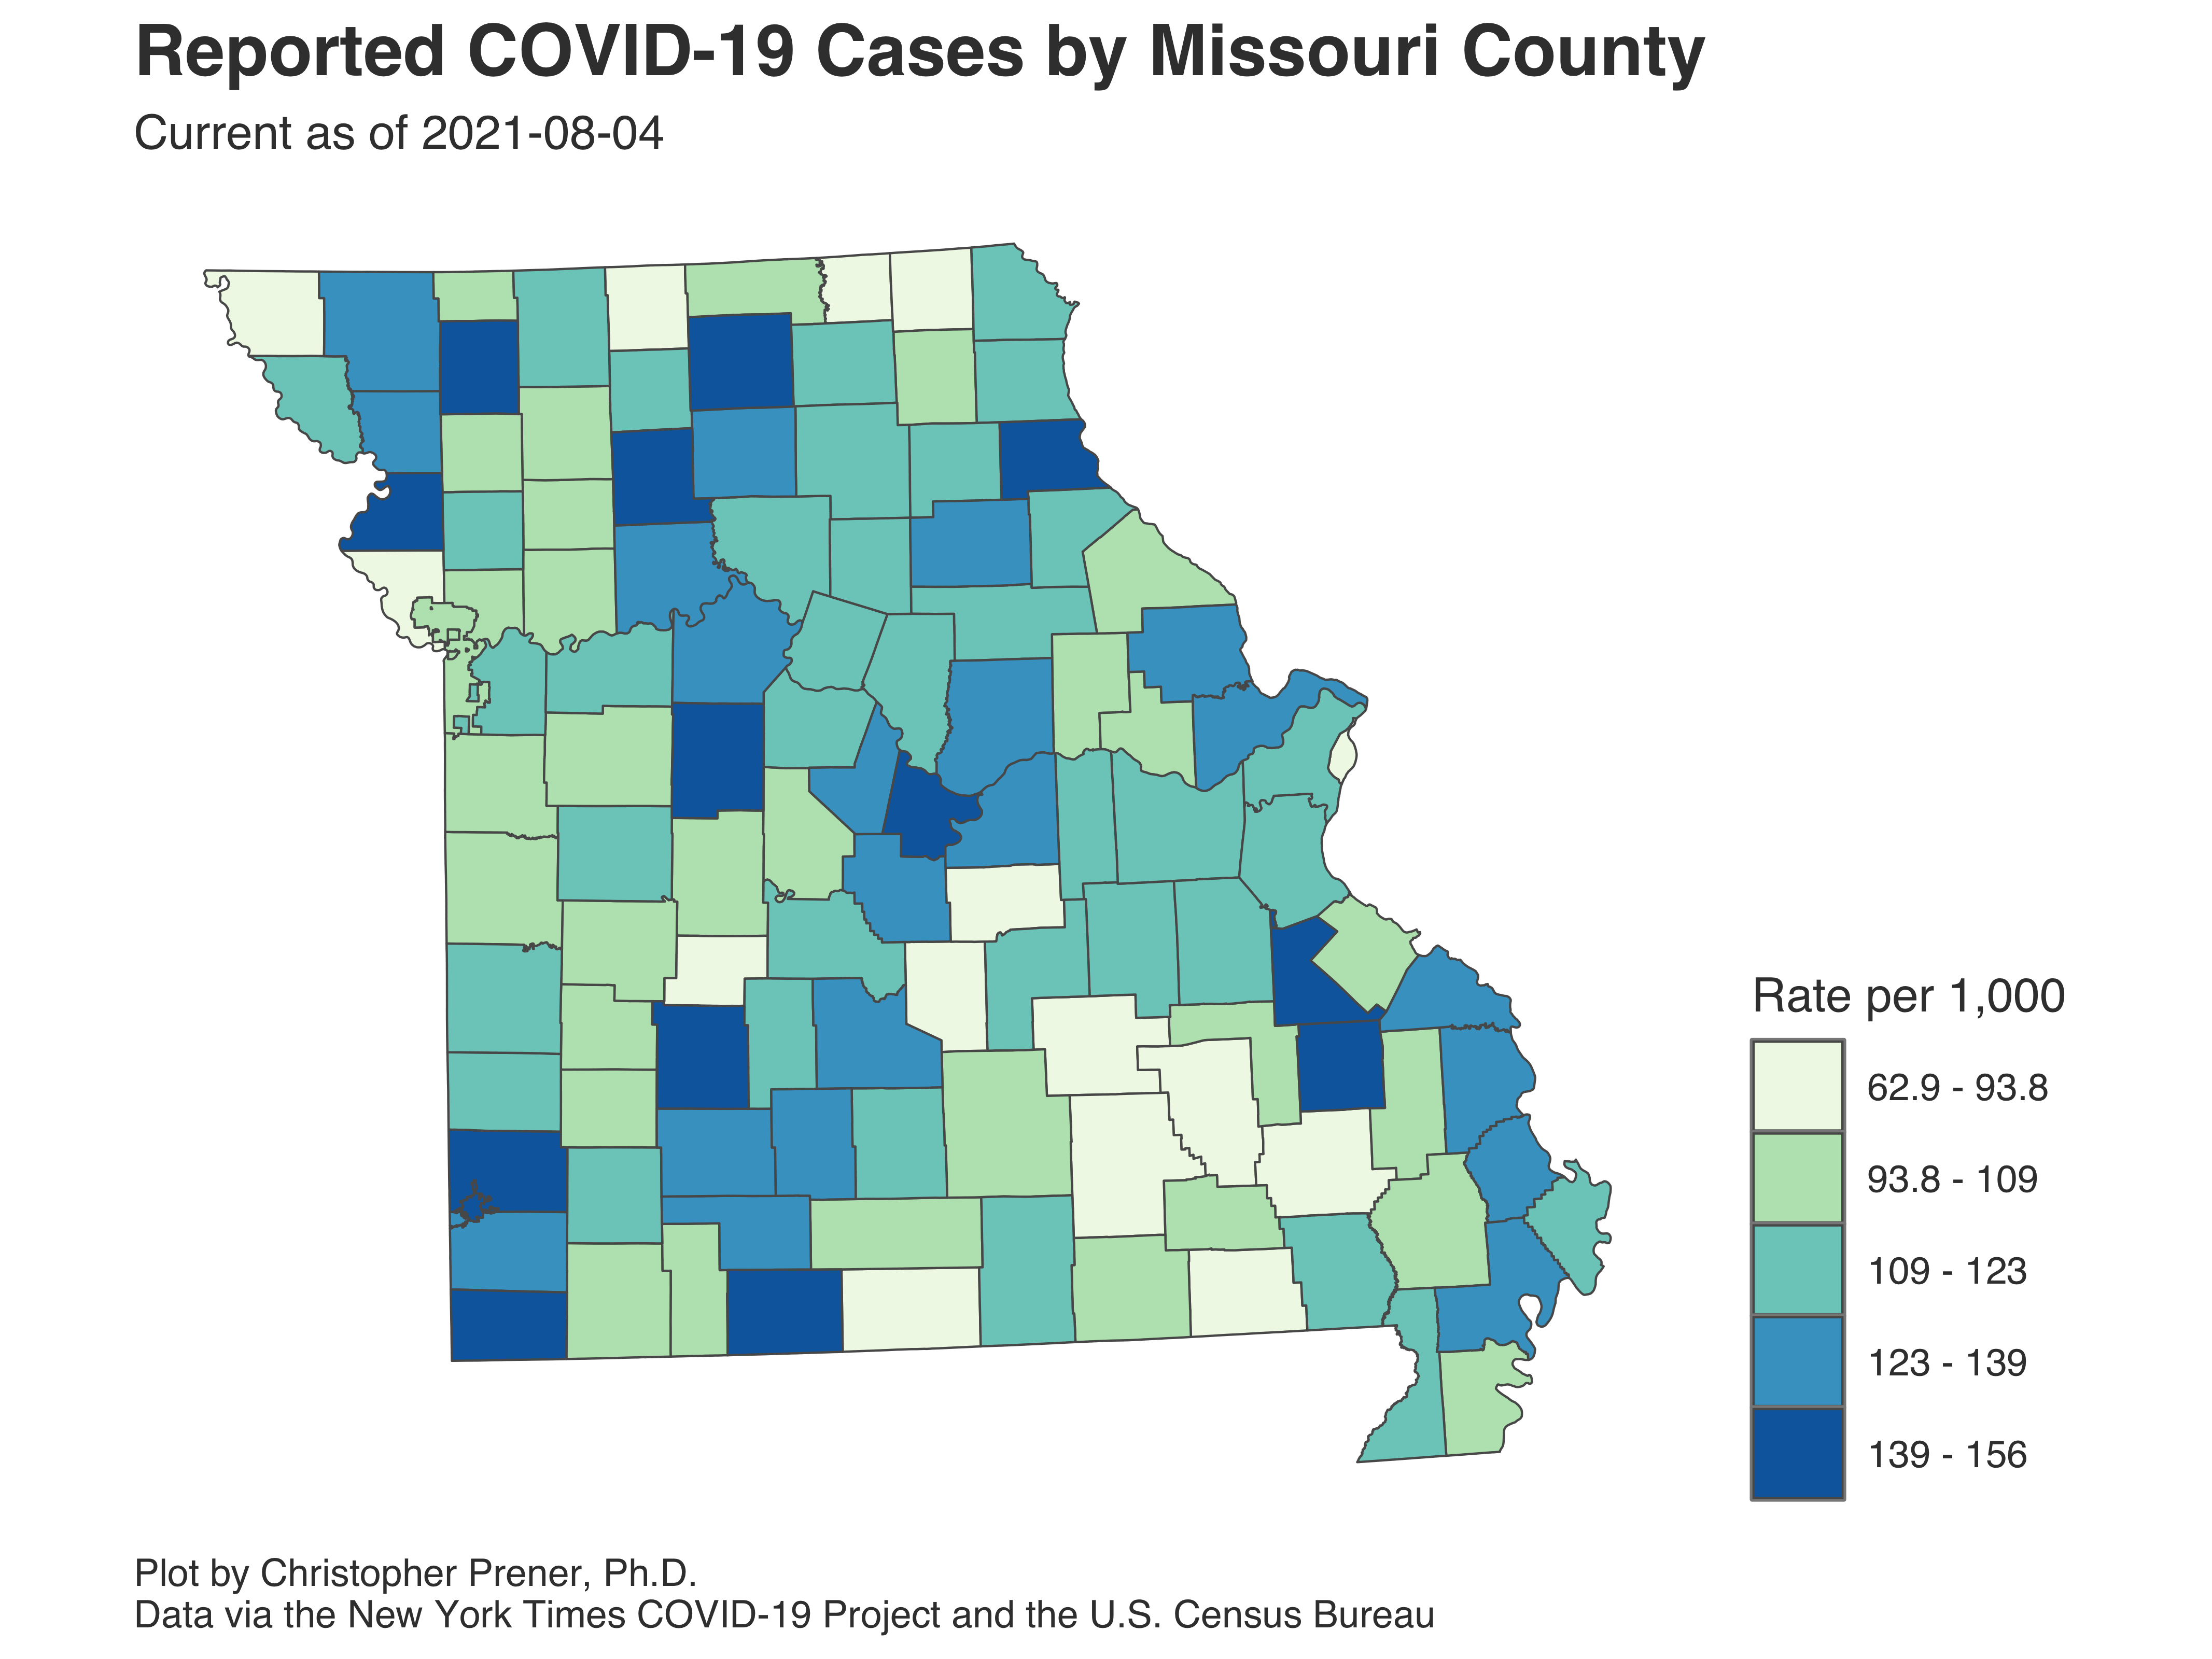 Reported COVID-19 Cases by Missouri County
Current as of 2021-08-04
Rate per 1,000
62.9 - 93.8
93.8 - 109
109 - 123
123 - 139
139 - 156
Plot by Christopher Prener, Ph.D.
Data via the New York Times COVID-19 Project and the U.S. Census Bureau